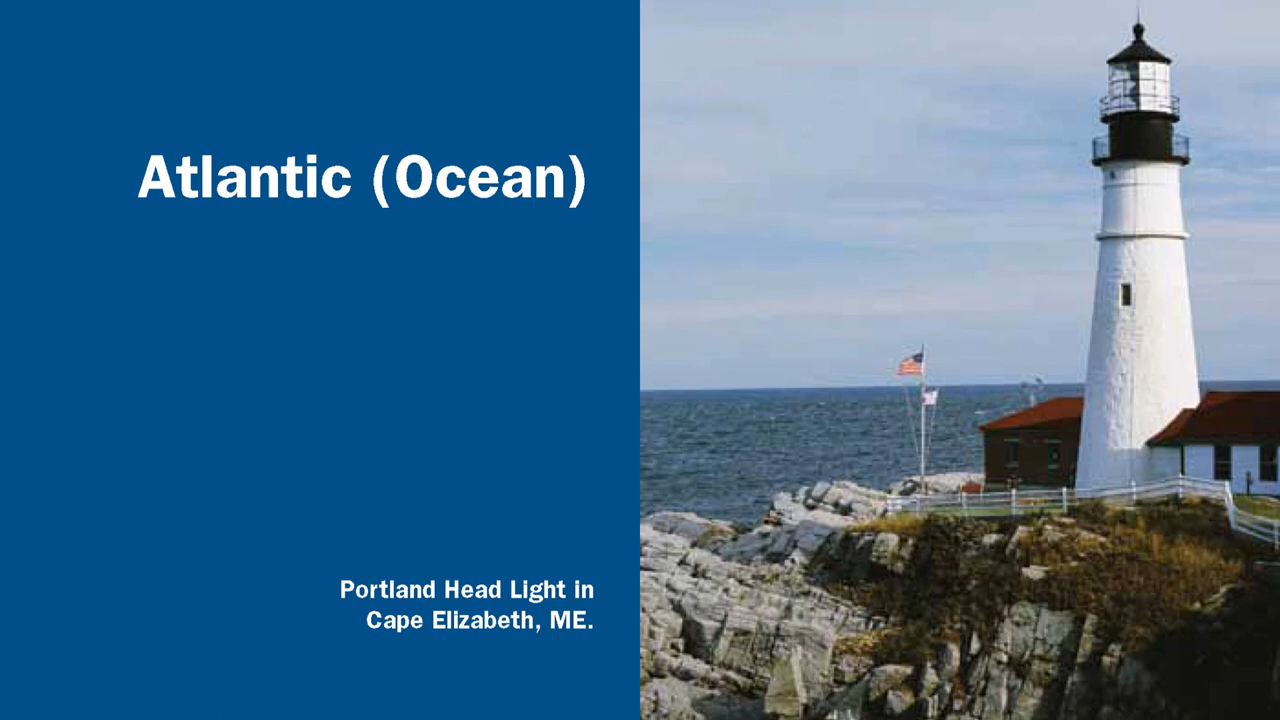 Atlantic (Ocean)
Portland Head Light in
Cape Elizabeth, ME.